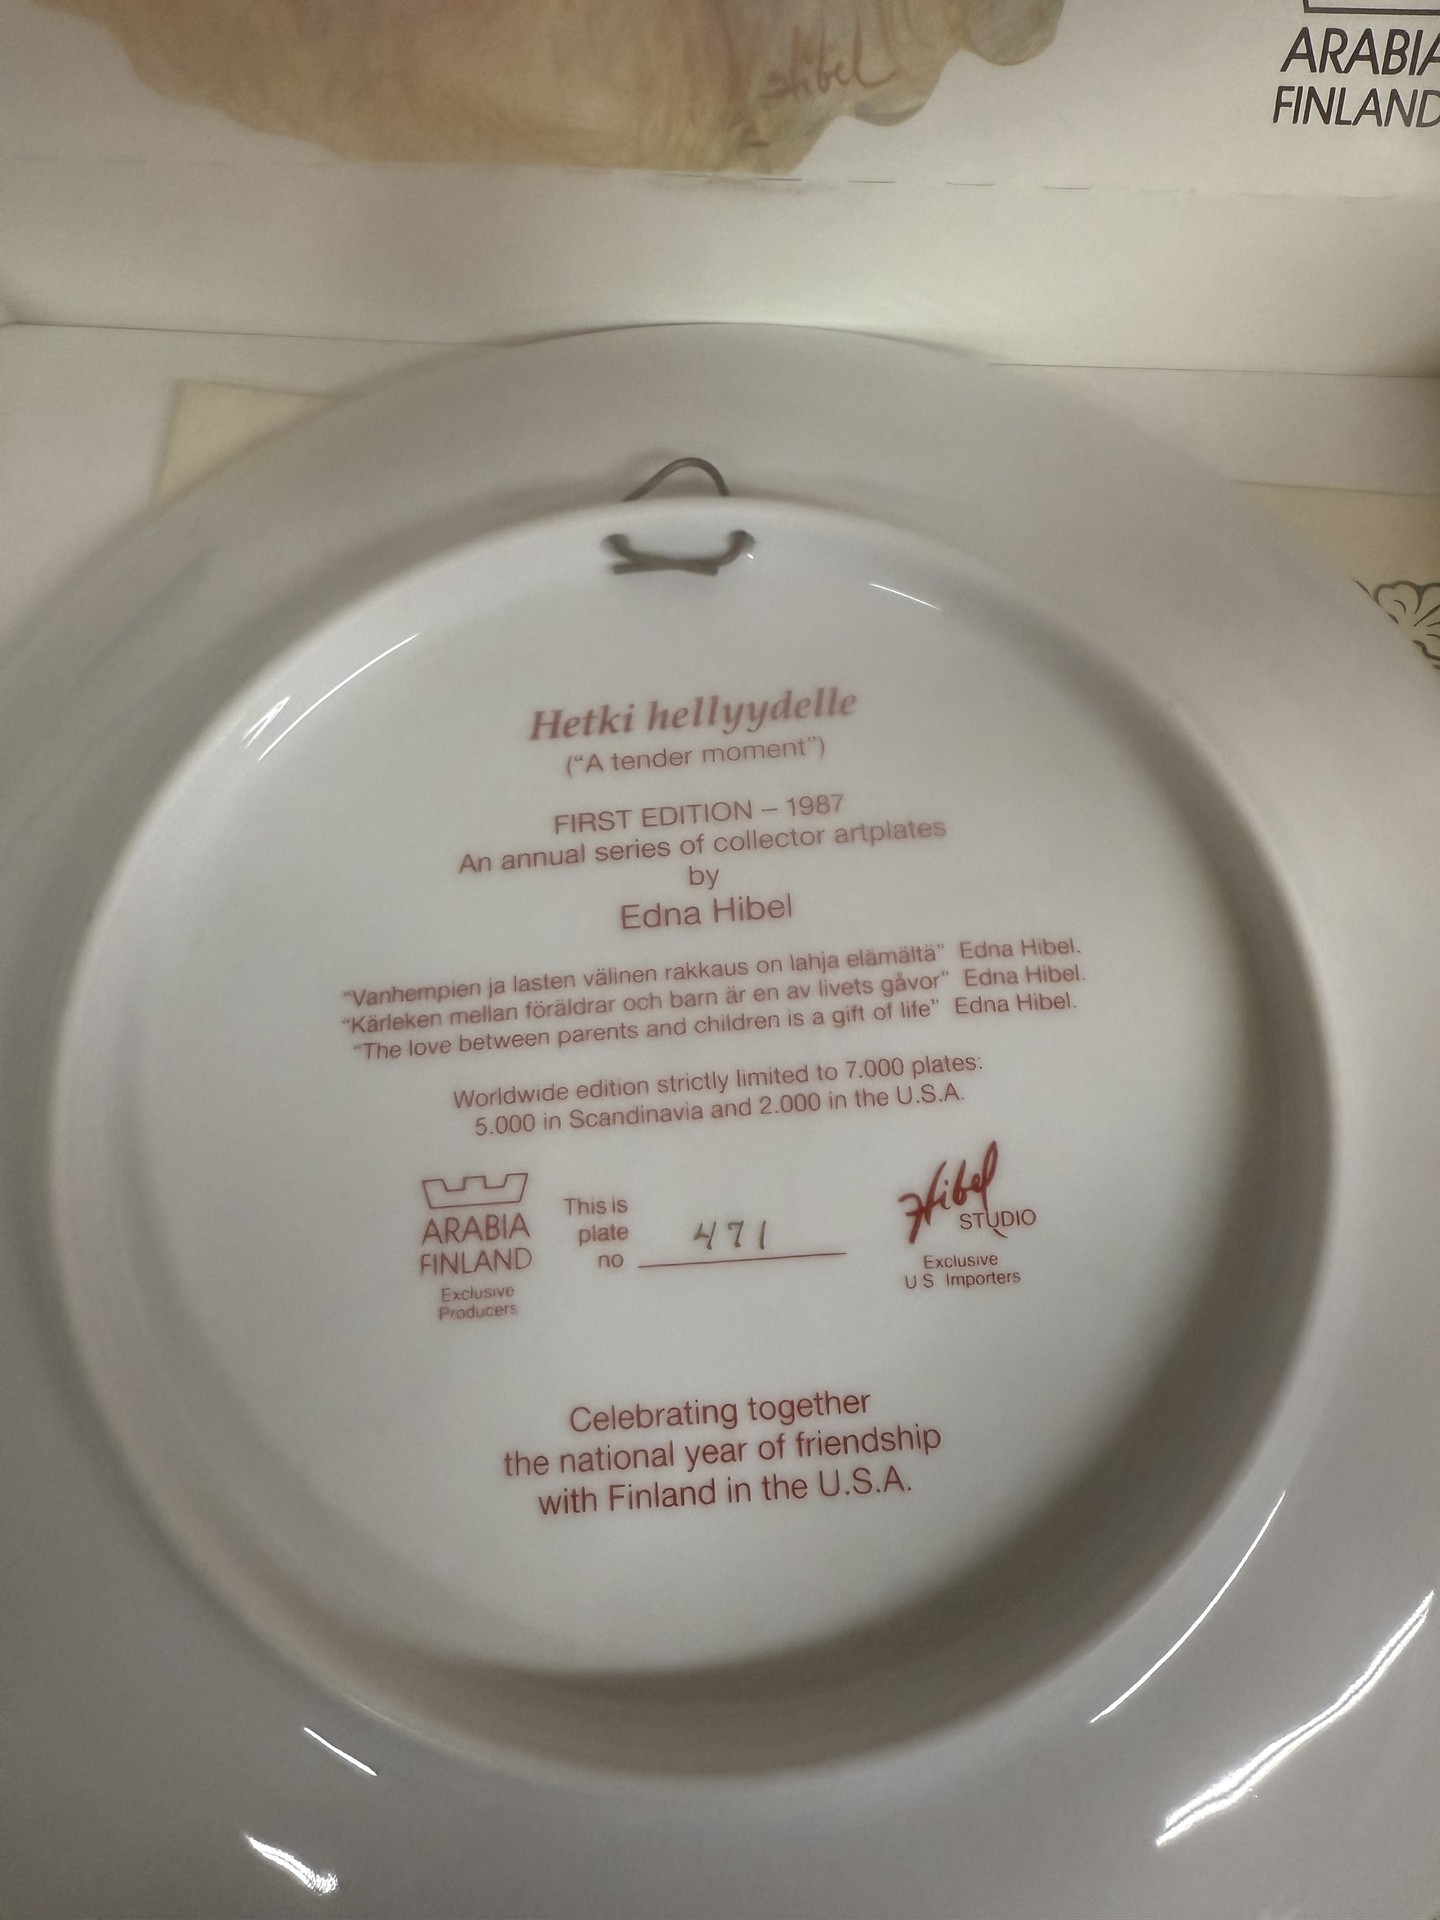 Hibel
ARABIA
FINLAND
Hetki hellyydelle
(“A tender moment”)
FIRST EDITION – 1987
An annual series of collector artplates
by
Edna Hibel
“Vanhempien ja lasten välinen rakkaus on lahja elämältä” Edna Hibel.
“Kärleken mellan föräldrar och barn är en av livets gåvor” Edna Hibel.
“The love between parents and children is a gift of life” Edna Hibel.
Worldwide edition strictly limited to 7.000 plates:
5.000 in Scandinavia and 2.000 in the U.S.A.
ARABIA
FINLAND
Exclusive
Producers
This is
plate
no 471
Hibel
STUDIO
Exclusive
U S Importers
Celebrating together
the national year of friendship
with Finland in the U.S.A.